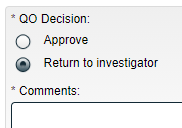 * QO Decision:
Approve
Return to investigator
* Comments: